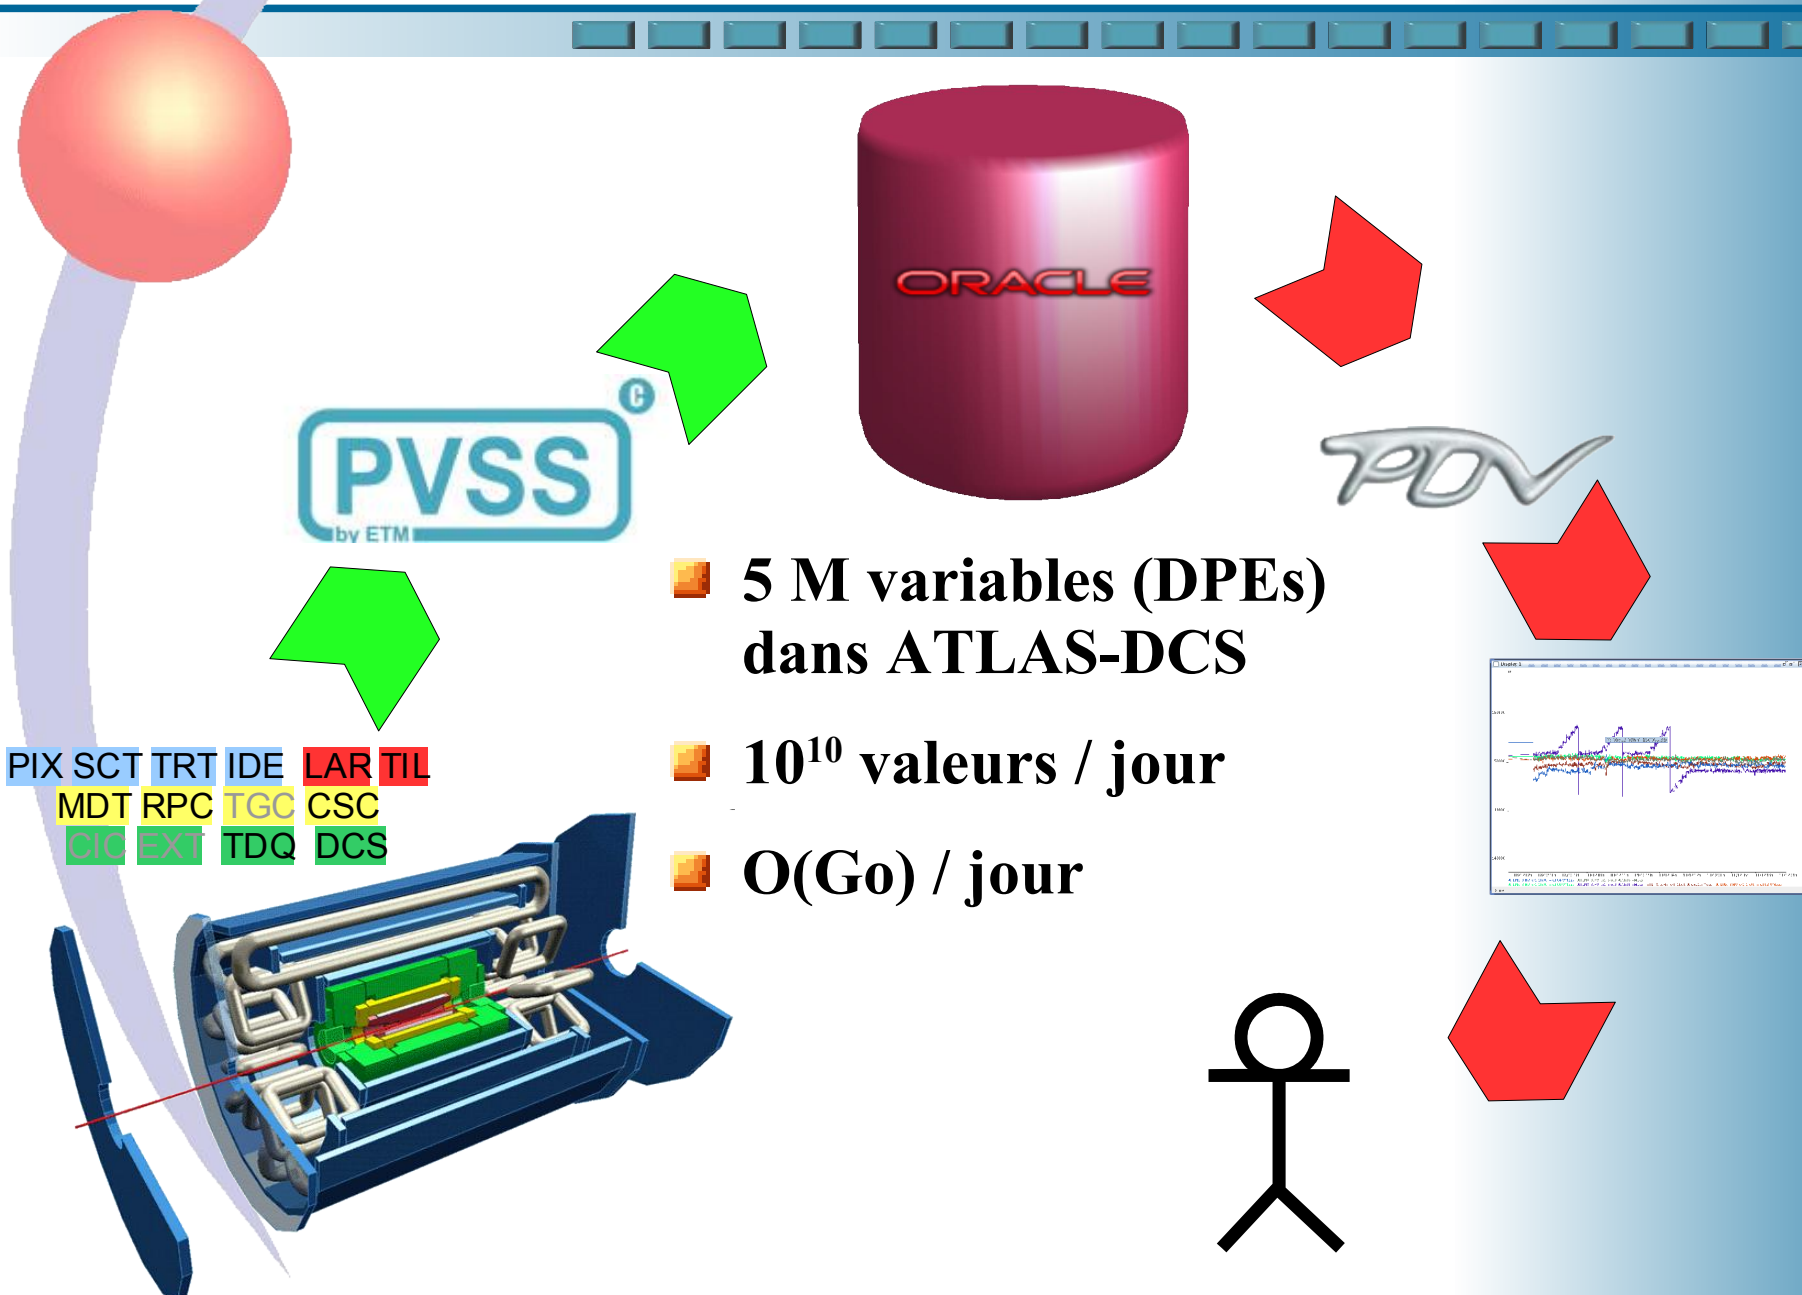 ORACLE
C
PVSS
by ETM
PDV
5 M variables (DPEs)
dans ATLAS-DCS
10¹⁰ valeurs / jour
O(Go) / jour
PIX SCT TRT IDE LAR TIL
MDT RPC TGC CSC
CIC EXT TDQ DCS